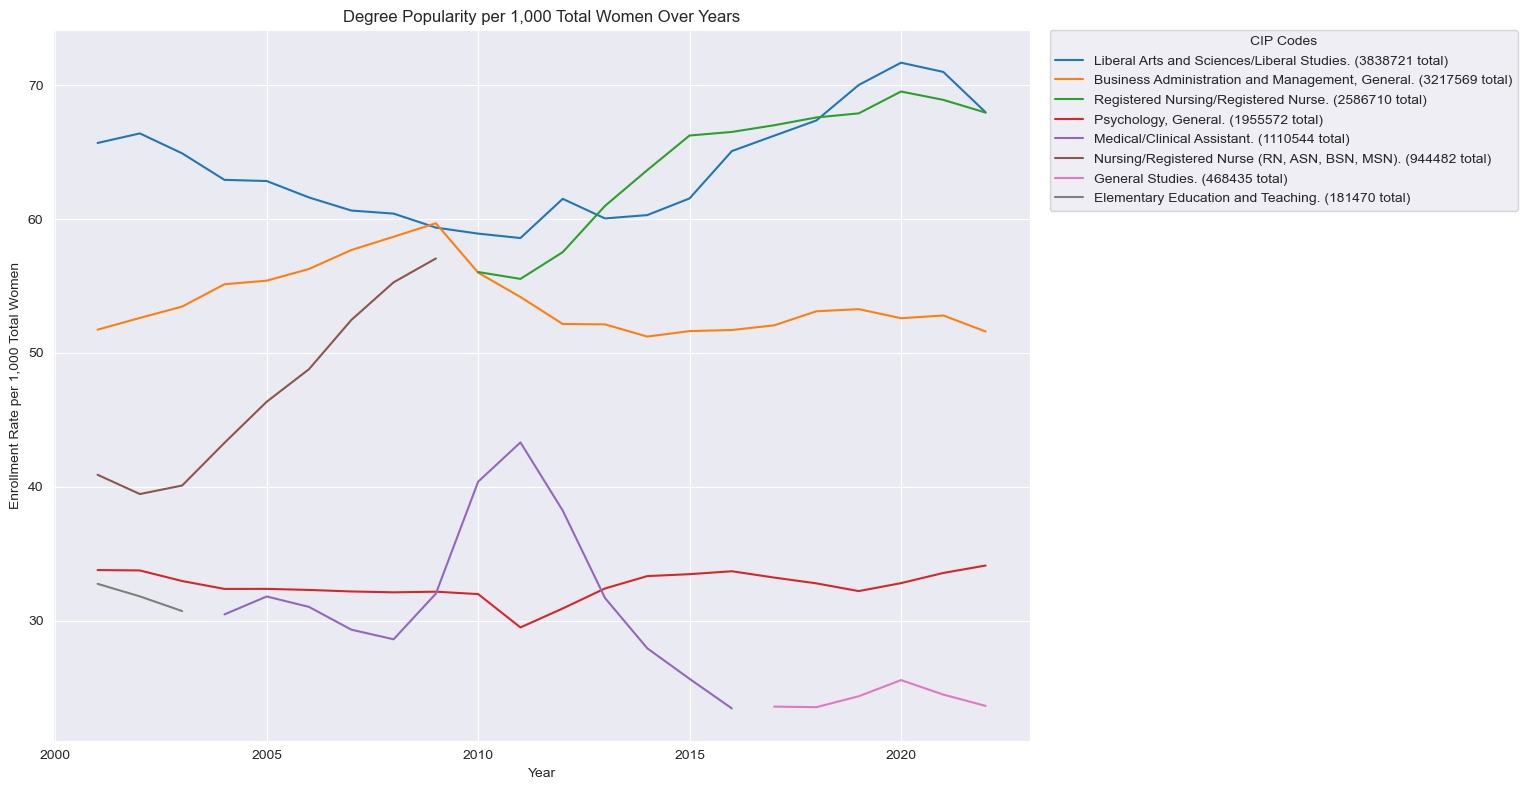 Degree Popularity per 1,000 Total Women Over Years
CIP Codes
Liberal Arts and Sciences/Liberal Studies. (3838721 total)
Business Administration and Management, General. (3217569 total)
Registered Nursing/Registered Nurse. (2586710 total)
Psychology, General. (1955572 total)
Medical/Clinical Assistant. (1110544 total)
Nursing/Registered Nurse (RN, ASN, BSN, MSN). (944482 total)
General Studies. (468435 total)
Elementary Education and Teaching. (181470 total)
Enrollment Rate per 1,000 Total Women
70
60
50
40
30
2000 2005 2010 2015 2020
Year